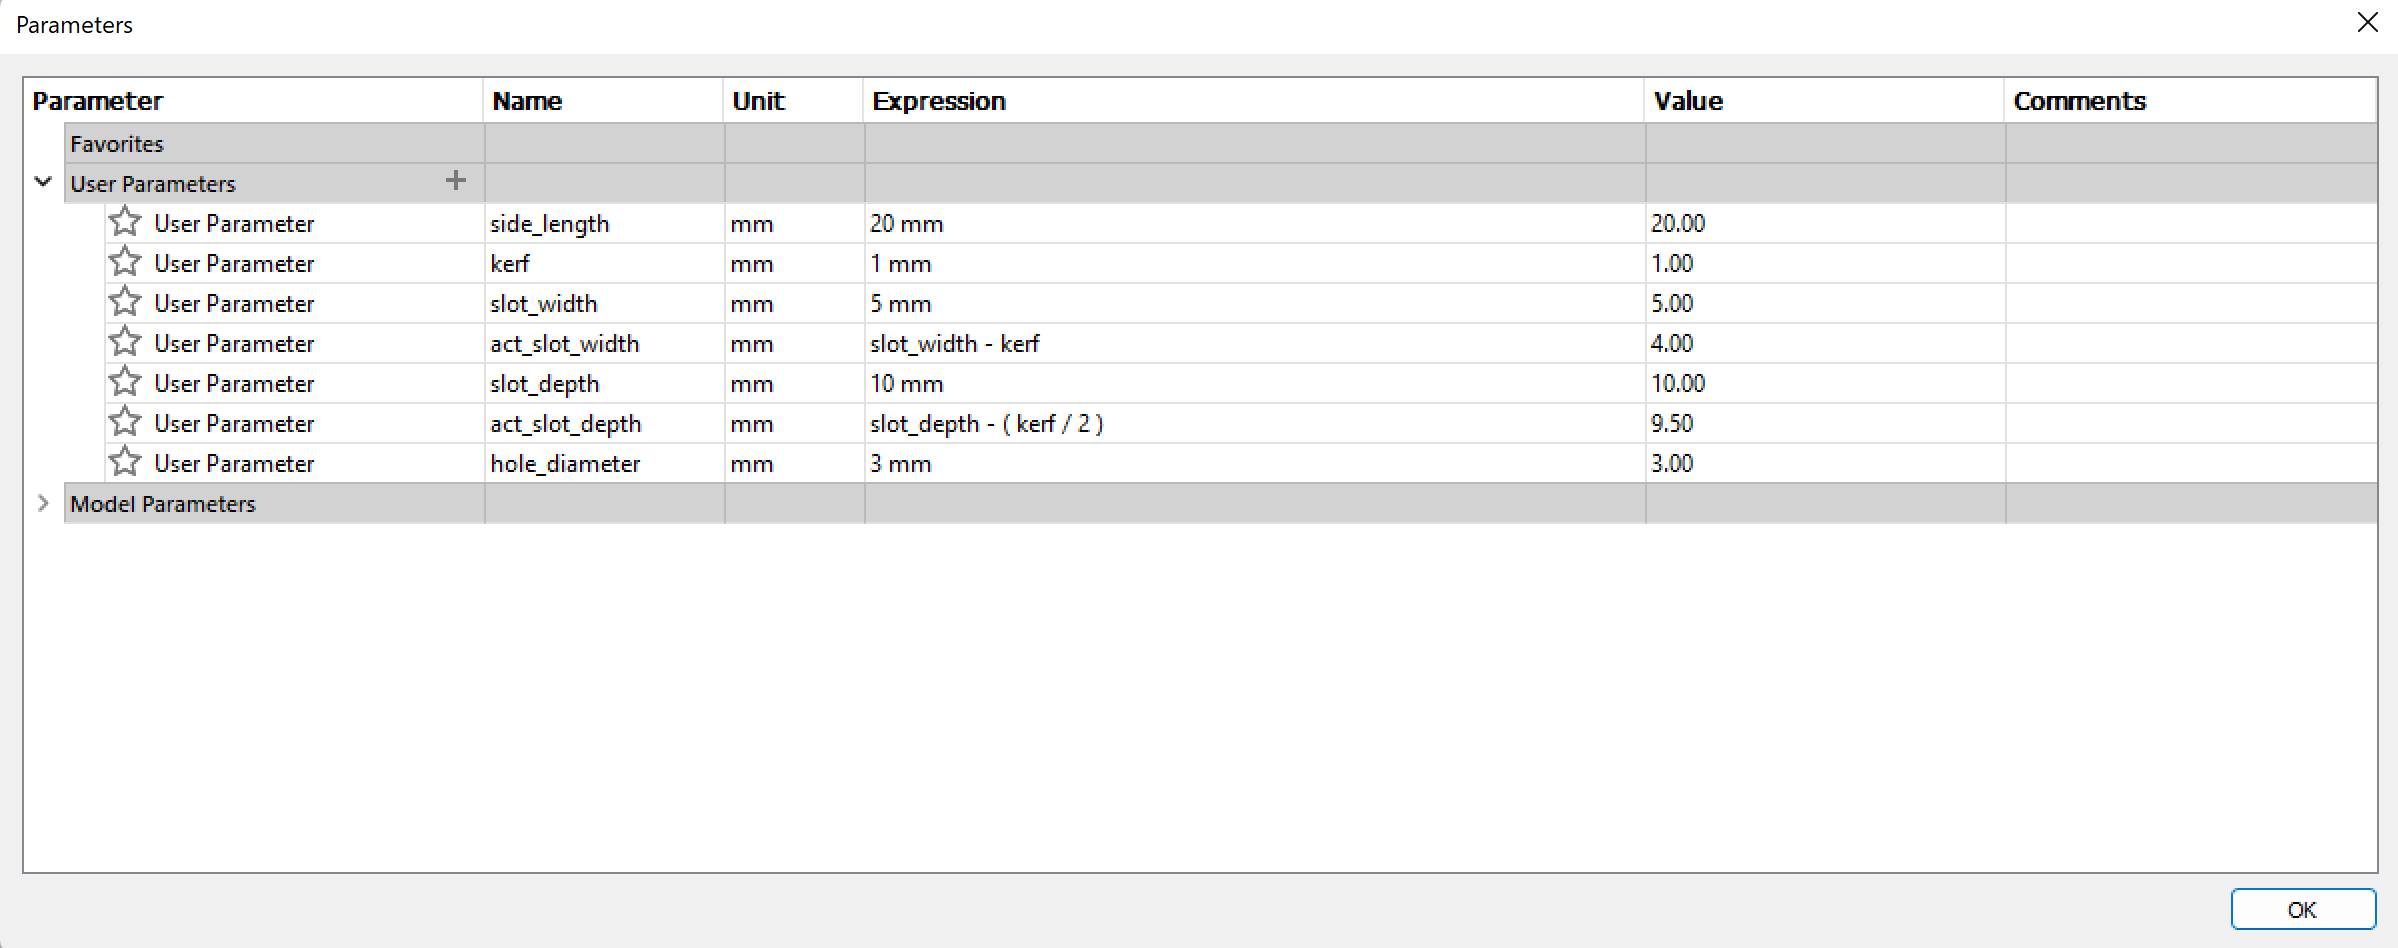 Parameters
Parameter Name Unit Expression Value Comments
Favorites
User Parameters +
User Parameter side_length mm 20 mm 20.00
User Parameter kerf mm 1 mm 1.00
User Parameter slot_width mm 5 mm 5.00
User Parameter act_slot_width mm slot_width - kerf 4.00
User Parameter slot_depth mm 10 mm 10.00
User Parameter act_slot_depth mm slot_depth - ( kerf / 2 ) 9.50
User Parameter hole_diameter mm 3 mm 3.00
Model Parameters
OK